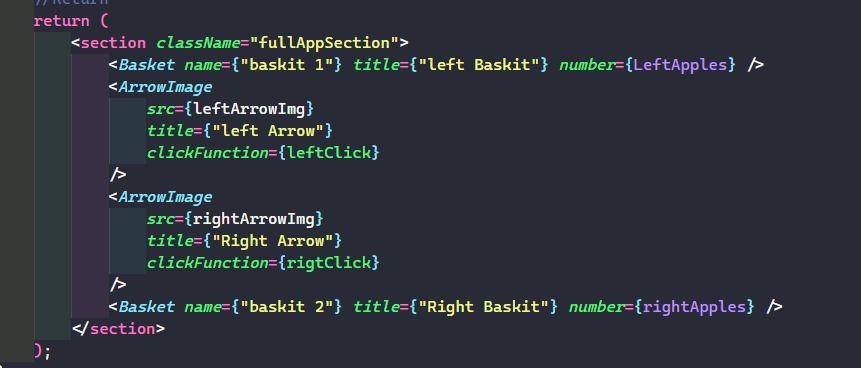 //Return
return (
<section className="fullAppSection">
<Basket name={"baskit 1"} title={"left Baskit"} number={LeftApples} />
<ArrowImage
src={leftArrowImg}
title={"left Arrow"}
clickFunction={leftClick}
/>
<ArrowImage
src={rightArrowImg}
title={"Right Arrow"}
clickFunction={rigtClick}
/>
<Basket name={"baskit 2"} title={"Right Baskit"} number={rightApples} />
</section>
);